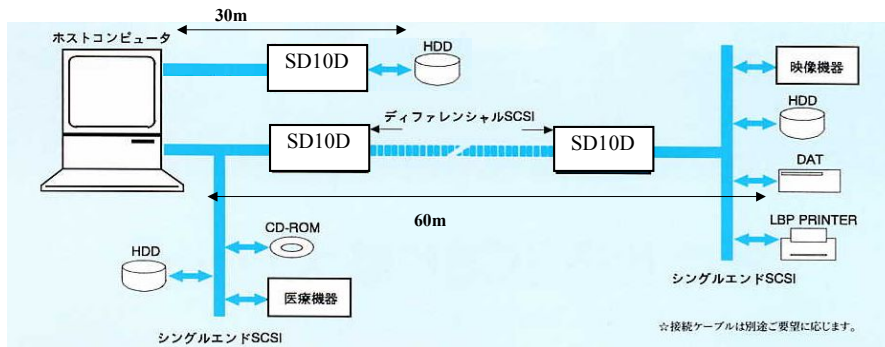 30m
ホストコンピュータ
SD10D
HDD
映像機器
ディファレンシャルSCSI
HDD
SD10D
SD10D
DAT
60m
LBP PRINTER
CD-ROM
HDD
シングルエンドSCSI
医療機器
☆接続ケーブルは別途ご要望に応じます。
シングルエンドSCSI